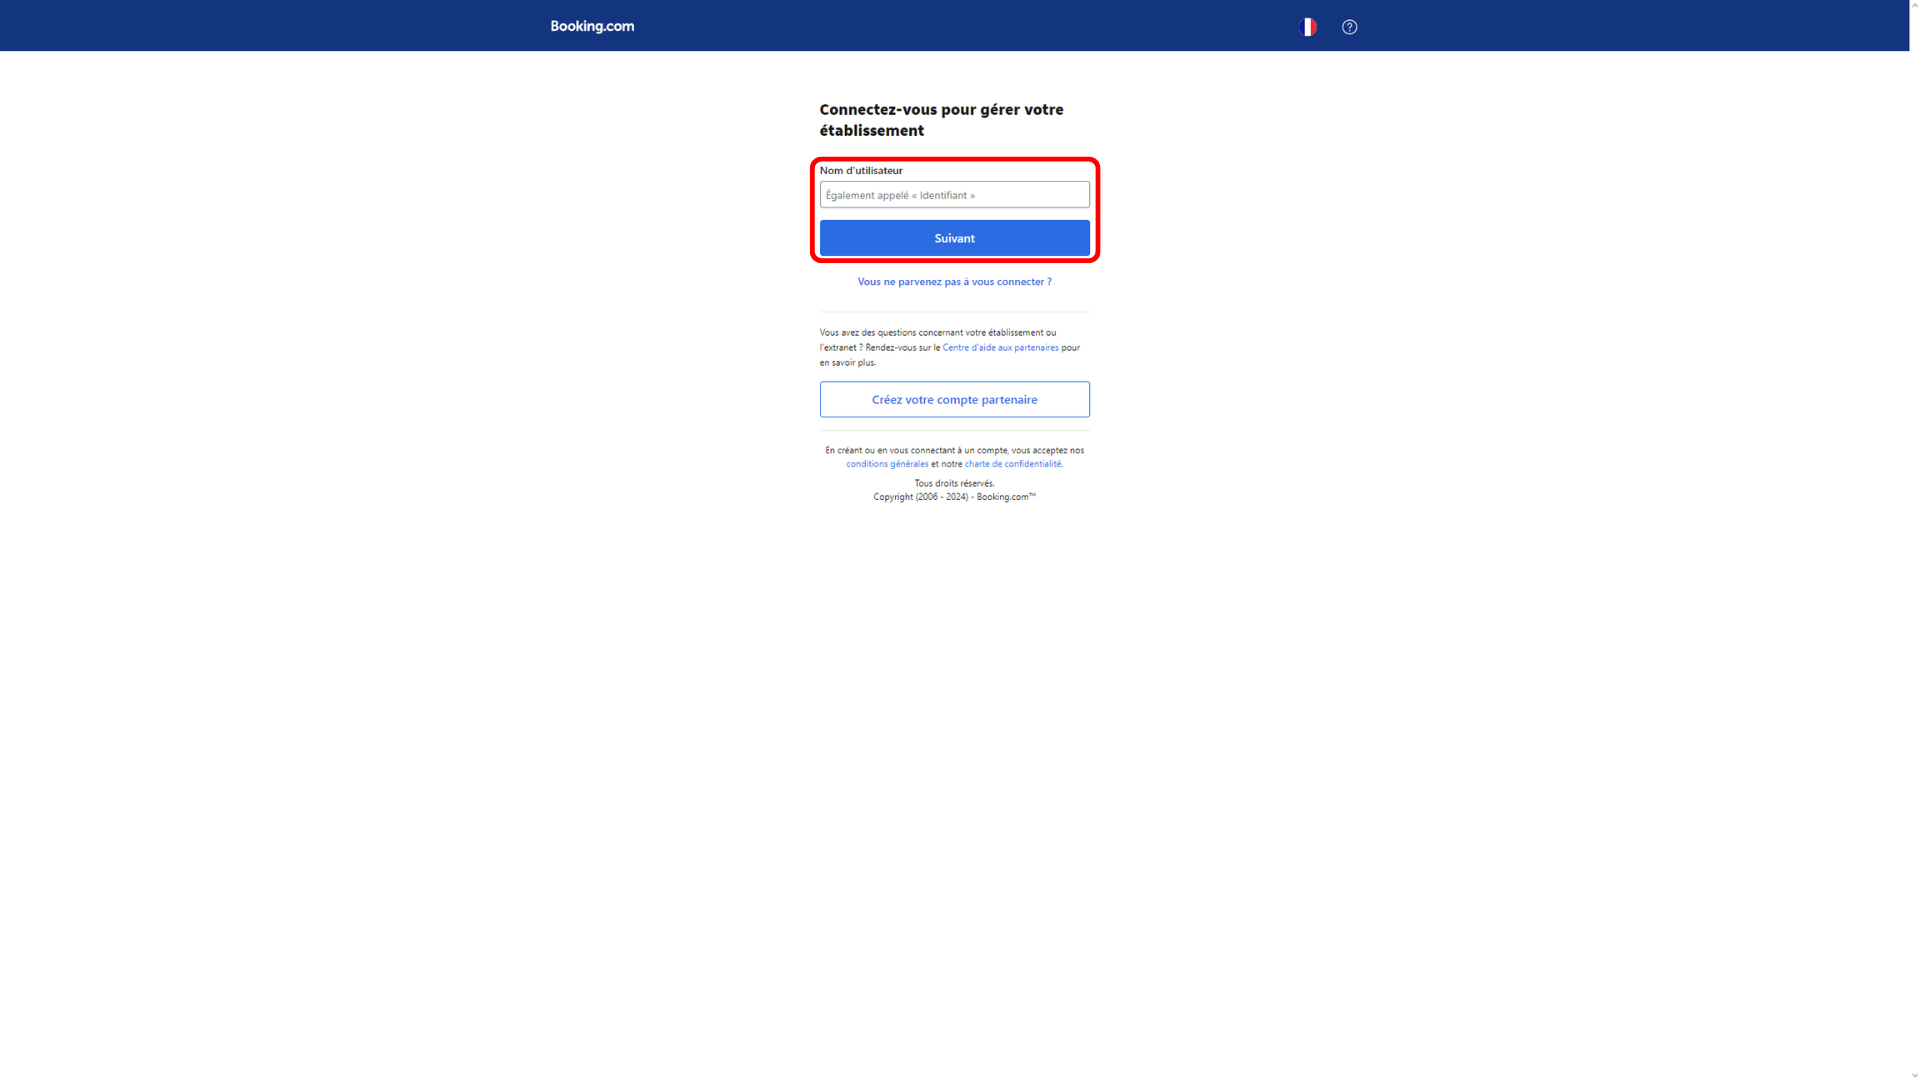 Booking.com
Connectez-vous pour gérer votre
établissement
Nom d'utilisateur
Également appelé « Identifiant »
Suivant
Vous ne parvenez pas à vous connecter ?
Vous avez des questions concernant votre établissement ou
l'extranet ? Rendez-vous sur le Centre d'aide aux partenaires pour
en savoir plus.
Créez votre compte partenaire
En créant ou en vous connectant à un compte, vous acceptez nos
conditions générales et notre charte de confidentialité.
Tous droits réservés.
Copyright (2006 - 2024) - Booking.com™